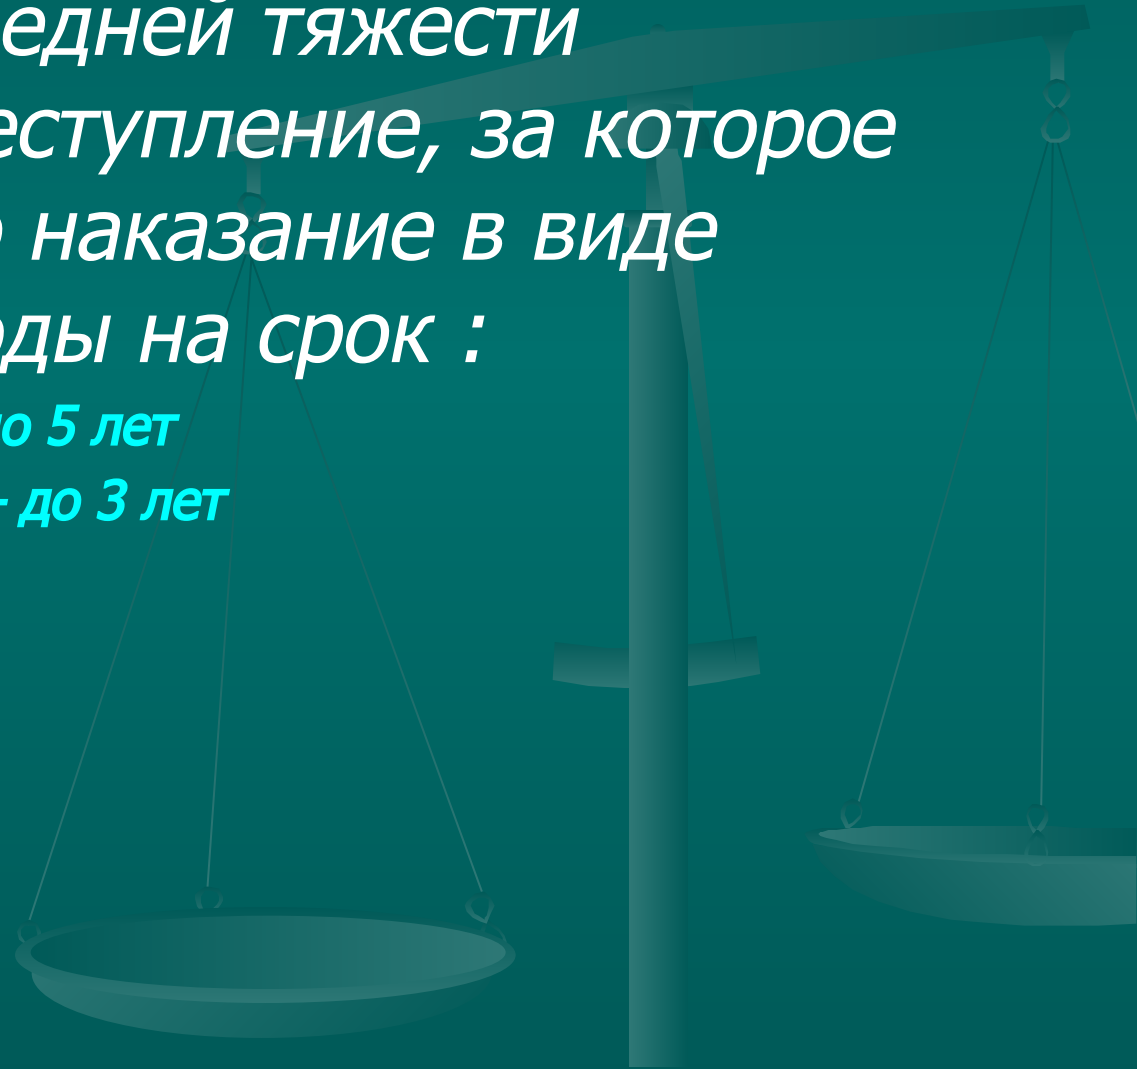 едней тяжести
еступление, за которое
наказание в виде
оды на срок :
о 5 лет
- до 3 лет